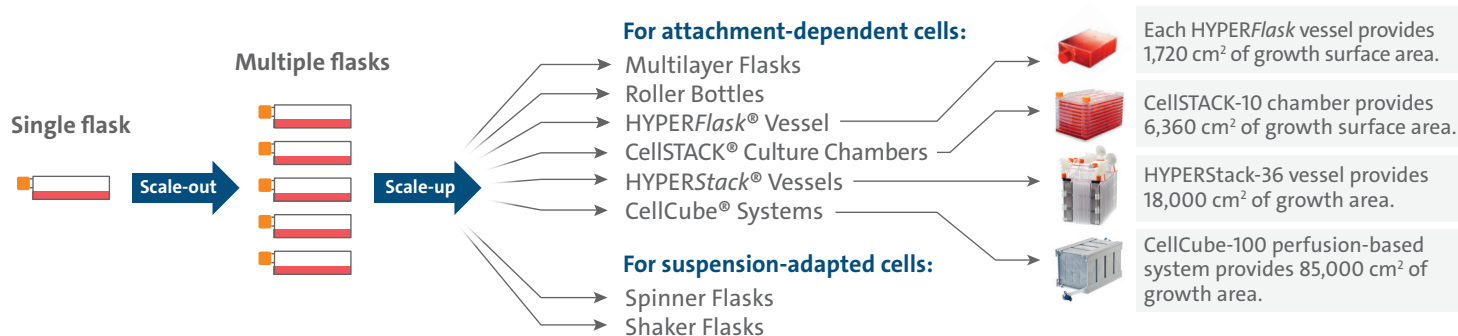 Single flask
Scale-out
Multiple flasks
Scale-up
For attachment-dependent cells:
Multilayer Flasks
Roller Bottles
HYPERFlask® Vessel
CellSTACK® Culture Chambers
HYPERStack® Vessels
CellCube® Systems
For suspension-adapted cells:
Spinner Flasks
Shaker Flasks
Each HYPERFlask vessel provides
1,720 cm² of growth surface area.
CellSTACK-10 chamber provides
6,360 cm² of growth surface area.
HYPERStack-36 vessel provides
18,000 cm² of growth area.
CellCube-100 perfusion-based
system provides 85,000 cm² of
growth area.